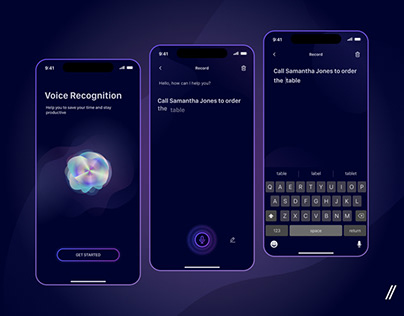 9:41
Voice Recognition
Help you to save your time and stay
productive
GET STARTED
9:41
Record
Hello, how can I help you?
Call Samantha Jones to order
the table
9:41
Record
Call Samantha Jones to order
the table
table label tablet
Q A E R T Y U I O P
A S D F G H J K L
Z X C V B N M
123 space return